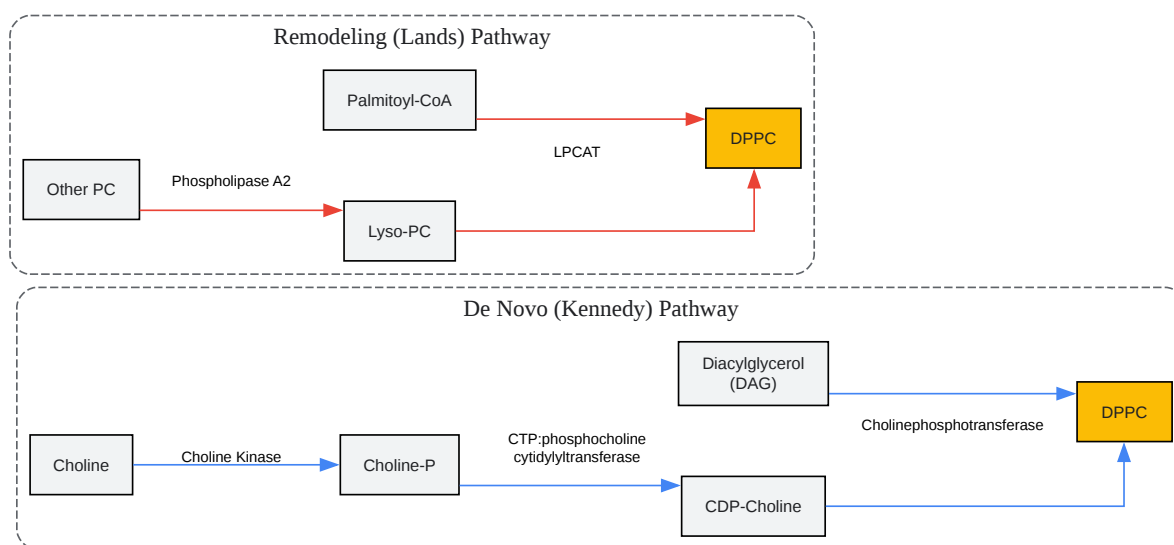 Remodeling (Lands) Pathway
Palmitoyl-CoA
DPPC
LPCAT
Other PC
Phospholipase A2
Lyso-PC
De Novo (Kennedy) Pathway
Diacylglycerol
(DAG)
DPPC
Cholinephosphotransferase
Choline
Choline Kinase
Choline-P
CTP:phosphocholine
cytidylyltransferase
CDP-Choline